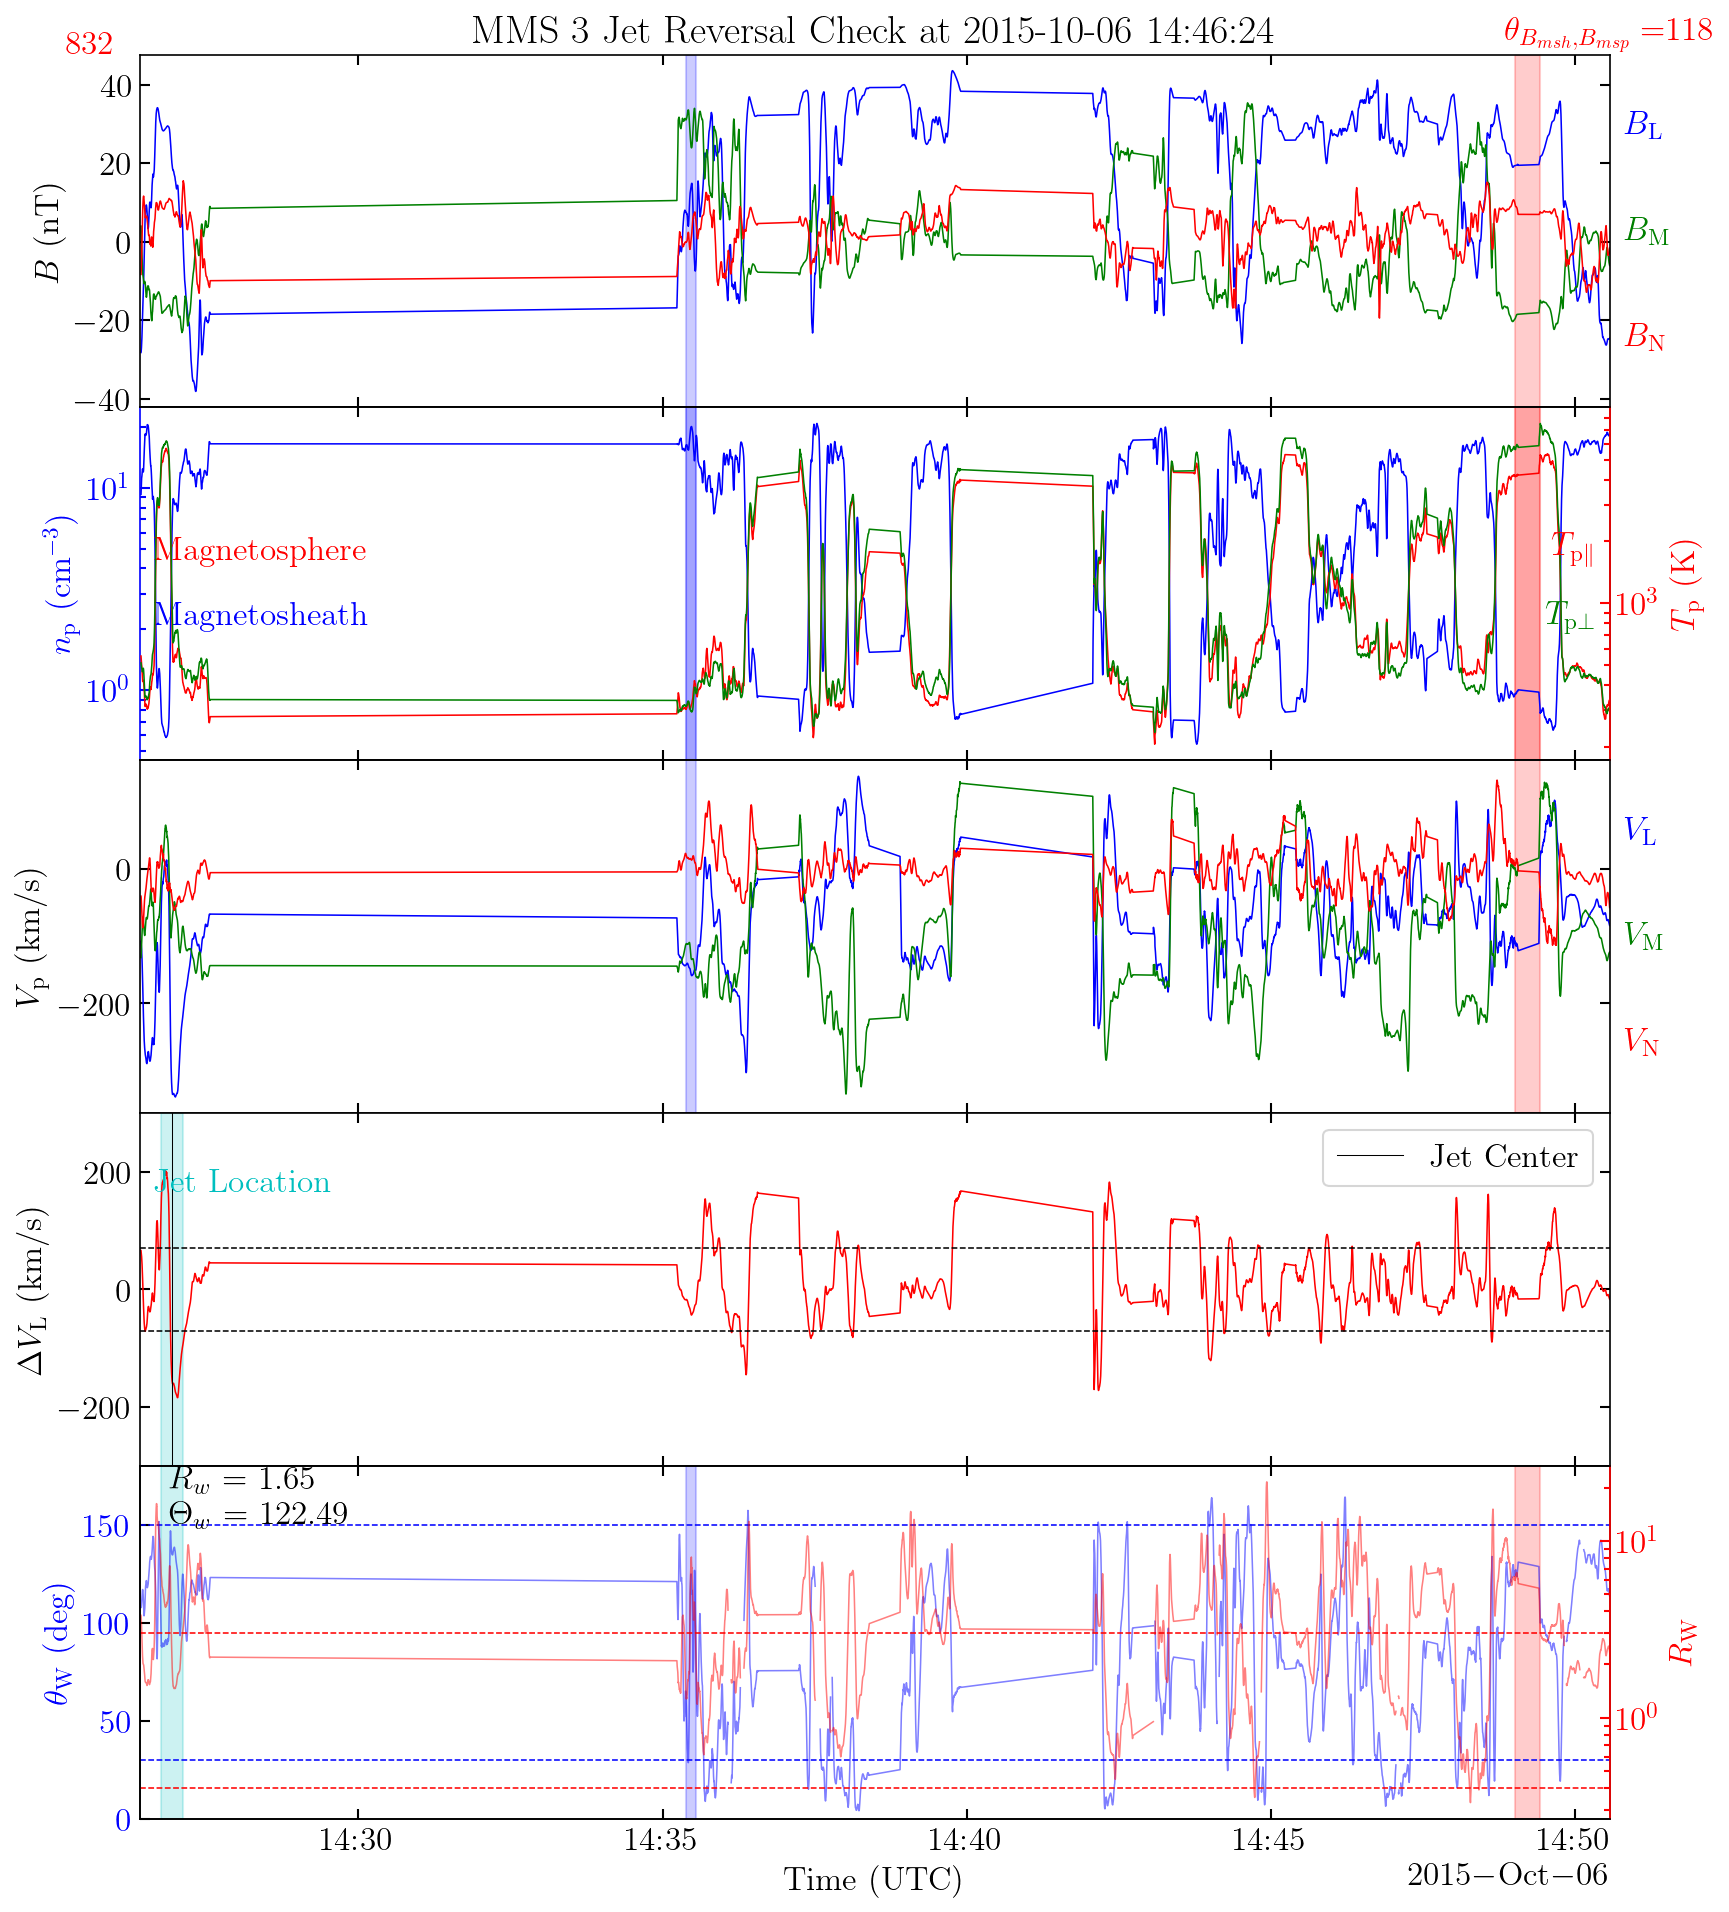 MMS 3 Jet Reversal Check at 2015-10-06 14:46:24
832
θ_{B_{msh},B_{msp}} =118
40
20
0
−20
−40
B (nT)
B_L
B_M
B_N
10^1
10^0
n_p (cm^{−3})
Magnetosphere
Magnetosheath
T_{p∥}
T_{p⊥}
10^3
T_p (K)
0
−200
V_p (km/s)
V_L
V_M
V_N
Jet Location
Jet Center
200
0
−200
ΔV_L (km/s)
R_w = 1.65
Θ_w = 122.49
150
100
50
0
θ_W (deg)
10^1
10^0
R_W
14:30
14:35
14:40
14:45
14:50
Time (UTC)
2015−Oct−06